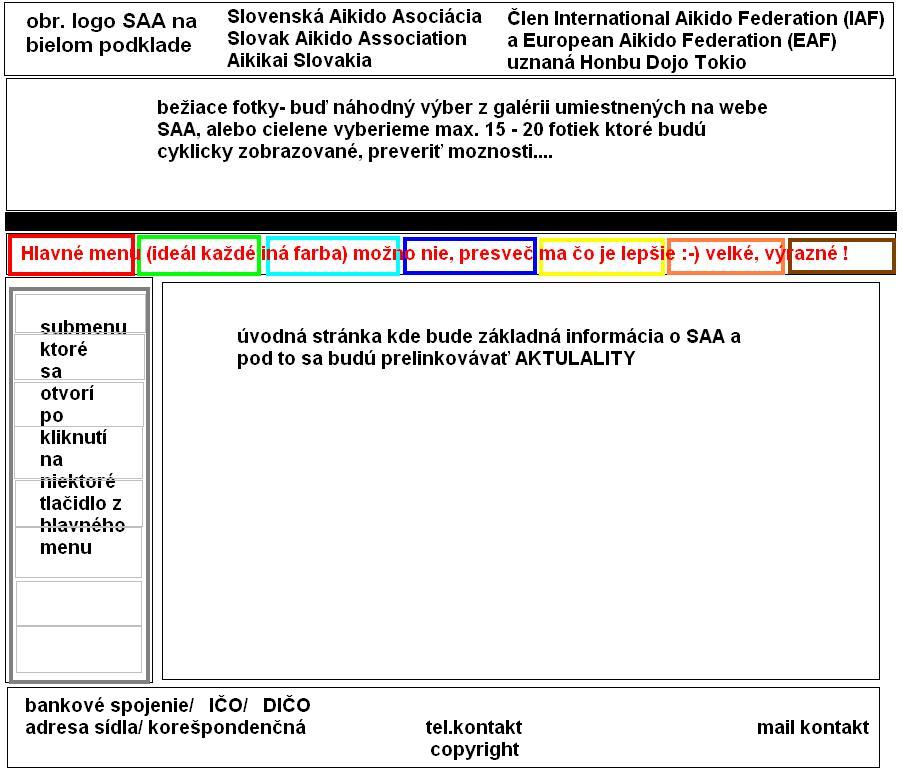 obr. logo SAA na
bielom podklade
Slovenská Aikido Asociácia
Slovak Aikido Association
Aikikai Slovakia
Člen International Aikido Federation (IAF)
a European Aikido Federation (EAF)
uznaná Honbu Dojo Tokio
bežiace fotky- buď náhodný výber z galérii umiestnených na webe
SAA, alebo cielene vyberieme max. 15 - 20 fotiek ktoré budú
cyklicky zobrazované, preveriť moznosti....
Hlavné menu (ideál každé iná farba) možno nie, presveč ma čo je lepšie :-) velké, výrazné !
submenu
ktoré
sa
otvorí
po
kliknutí
na
niektoré
tlačidlo z
hlavného
menu
úvodná stránka kde bude základná informácia o SAA a
pod to sa budú prelinkovávať AKTULALITY
bankové spojenie/ IČO/ DIČO
adresa sídla/ korešpondenčná
tel.kontakt
copyright
mail kontakt